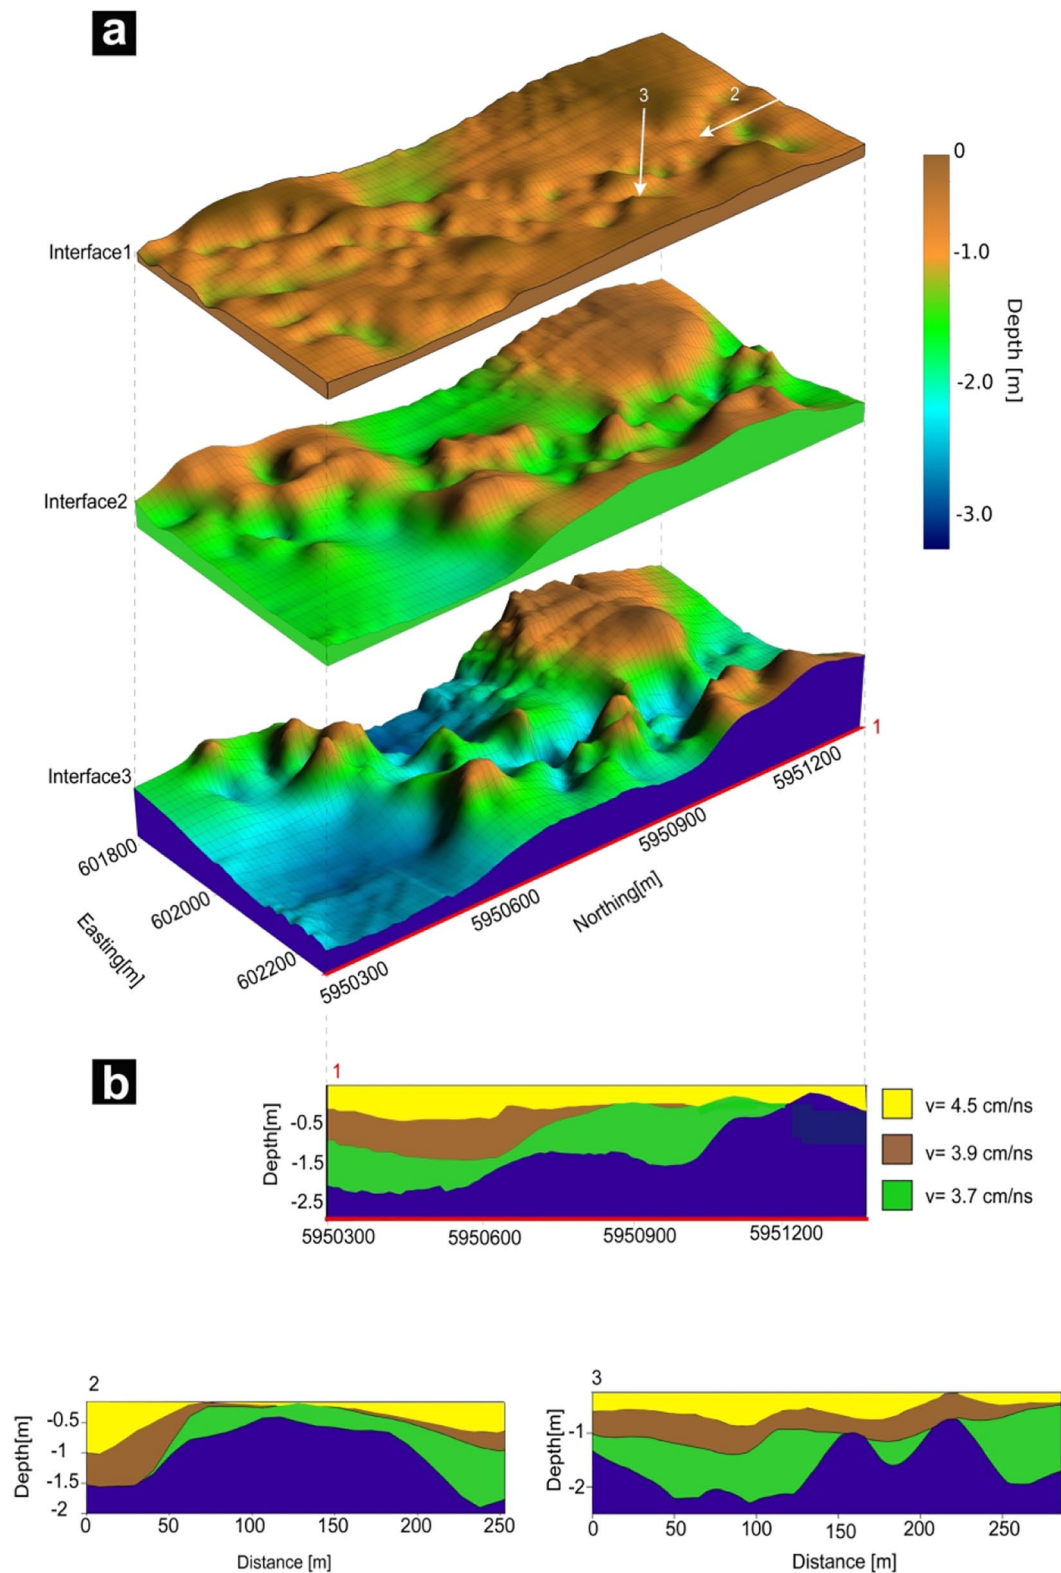 a
3
2
0
-1.0
-2.0
-3.0
Depth [m]
Interface1
Interface2
Interface3
1
601800
602000
602200
Easting[m]
5950300
5950600
5950900
5951200
Northing[m]
b
1
Depth[m]
-0.5
-1.5
-2.5
5950300
5950600
5950900
5951200
v= 4.5 cm/ns
v= 3.9 cm/ns
v= 3.7 cm/ns
2
Depth[m]
-0.5
-1
-1.5
-2
0
50
100
150
200
250
Distance [m]
3
Depth[m]
-1
-2
0
50
100
150
200
250
Distance [m]